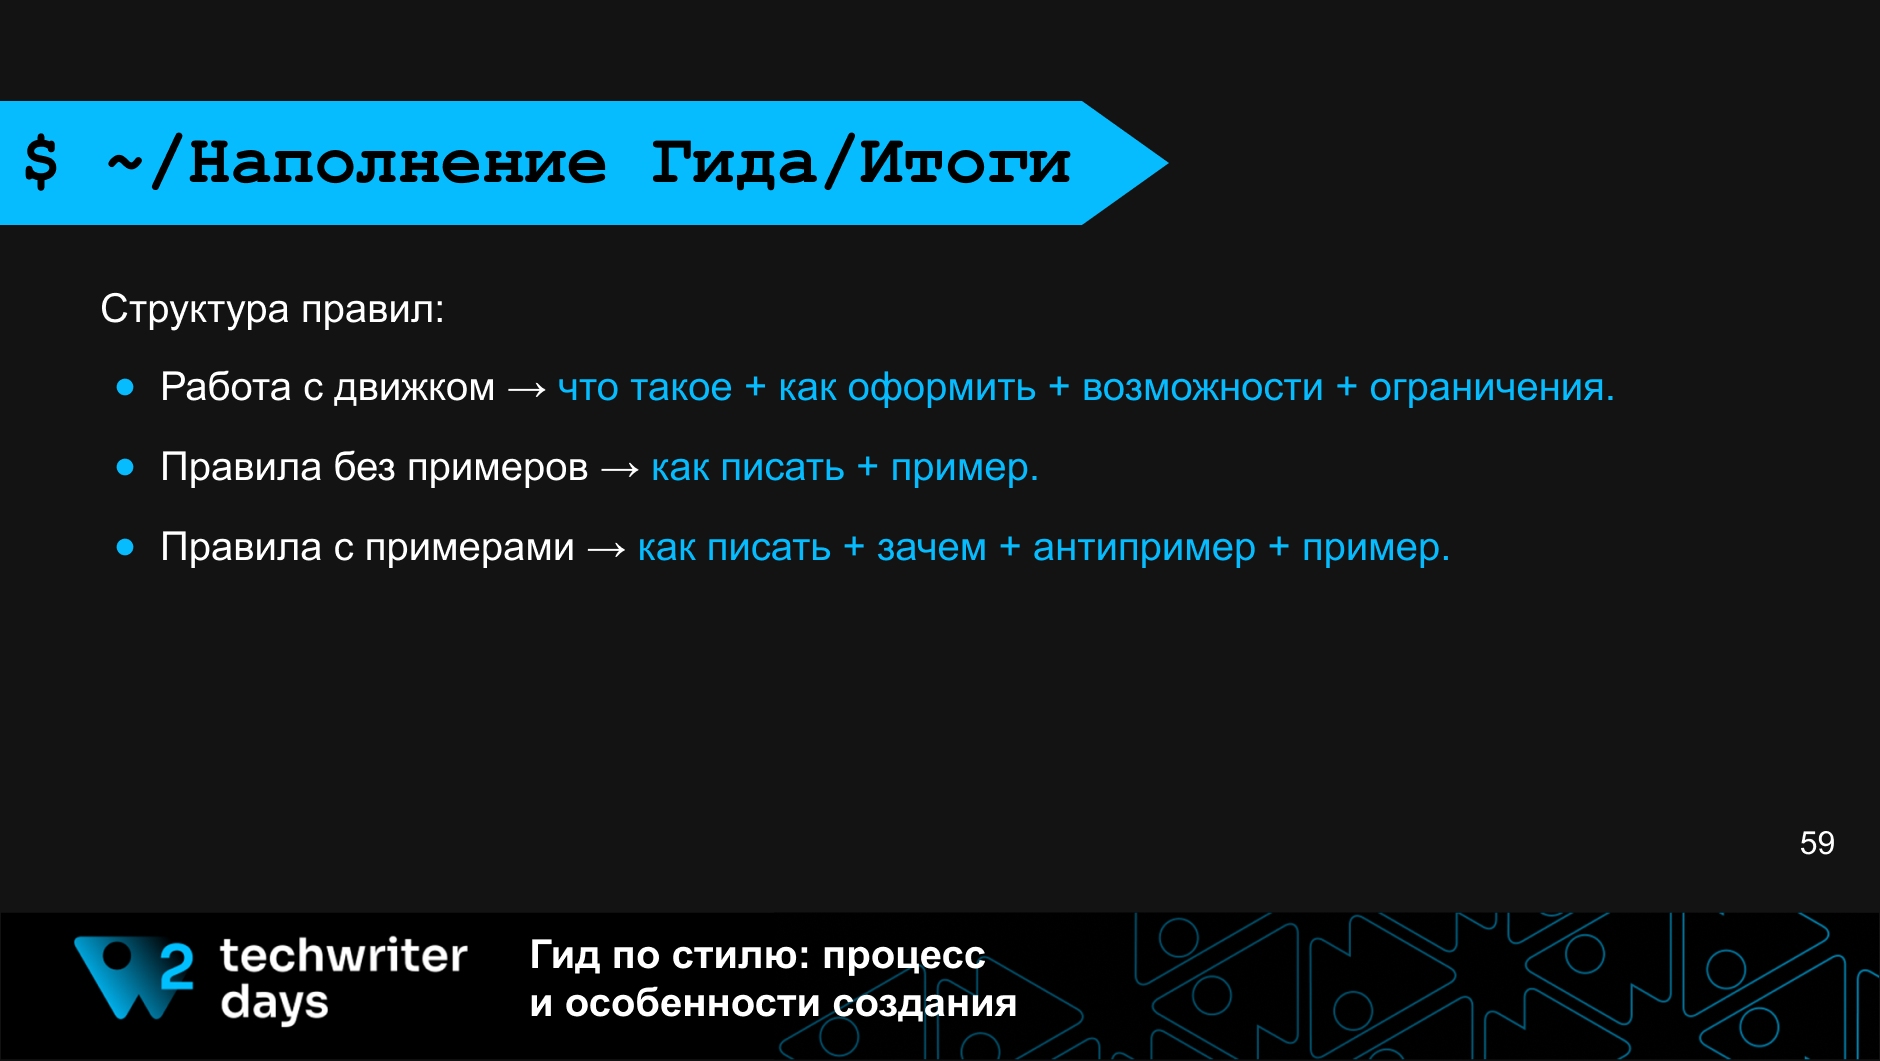 $ ~/Наполнение Гида/Итоги
Структура правил:
● Работа с движком → что такое + как оформить + возможности + ограничения.
● Правила без примеров → как писать + пример.
● Правила с примерами → как писать + зачем + антипример + пример.
59
2 techwriter
days
Гид по стилю: процесс
и особенности создания